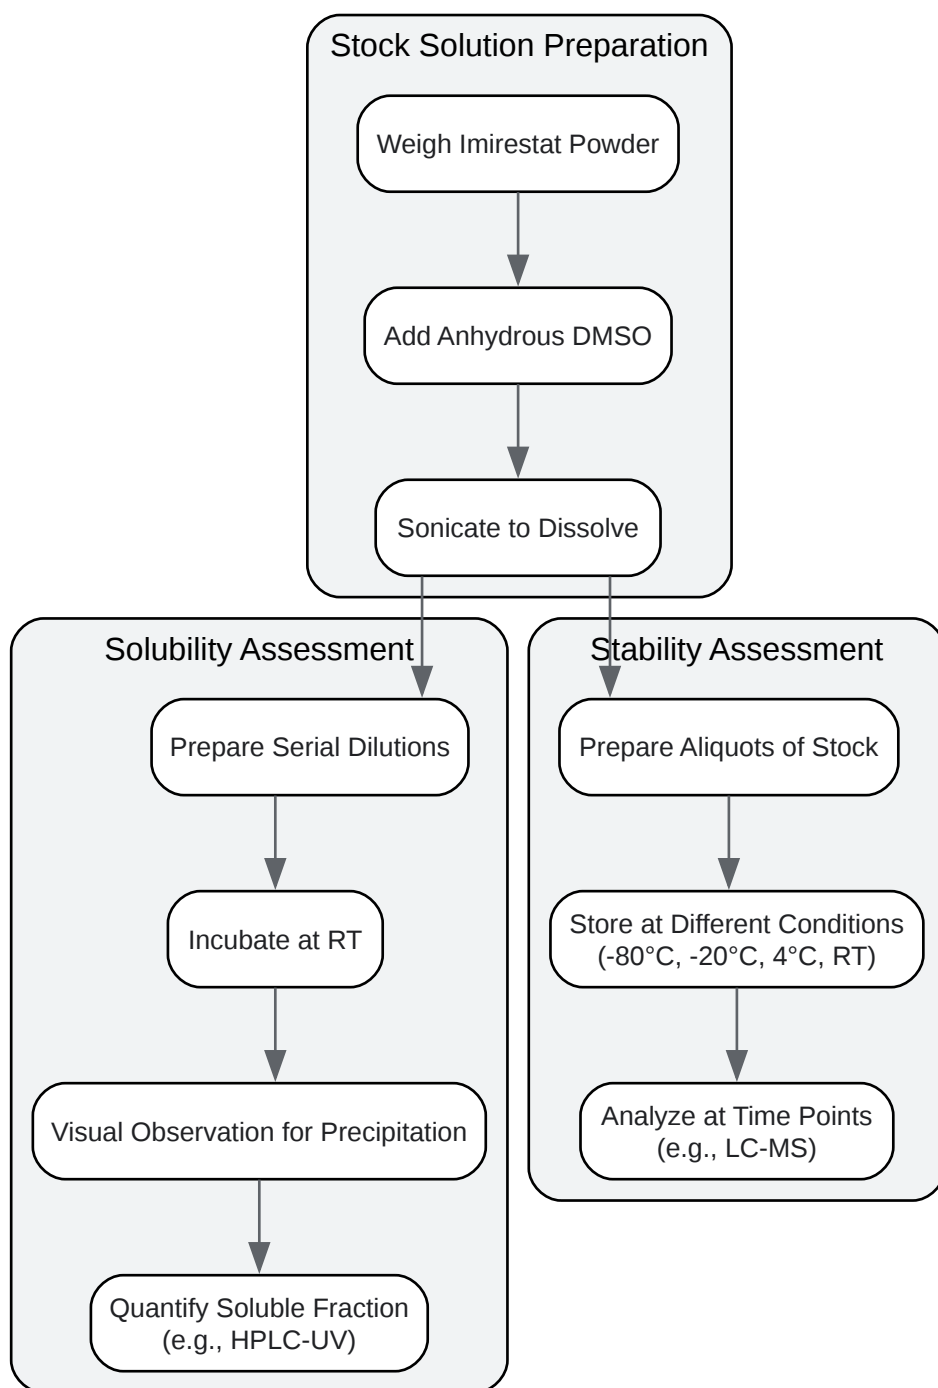 Stock Solution Preparation
Weigh Imirestat Powder
Add Anhydrous DMSO
Sonicate to Dissolve
Solubility Assessment
Prepare Serial Dilutions
Incubate at RT
Visual Observation for Precipitation
Quantify Soluble Fraction
(e.g., HPLC-UV)
Stability Assessment
Prepare Aliquots of Stock
Store at Different Conditions
(-80°C, -20°C, 4°C, RT)
Analyze at Time Points
(e.g., LC-MS)